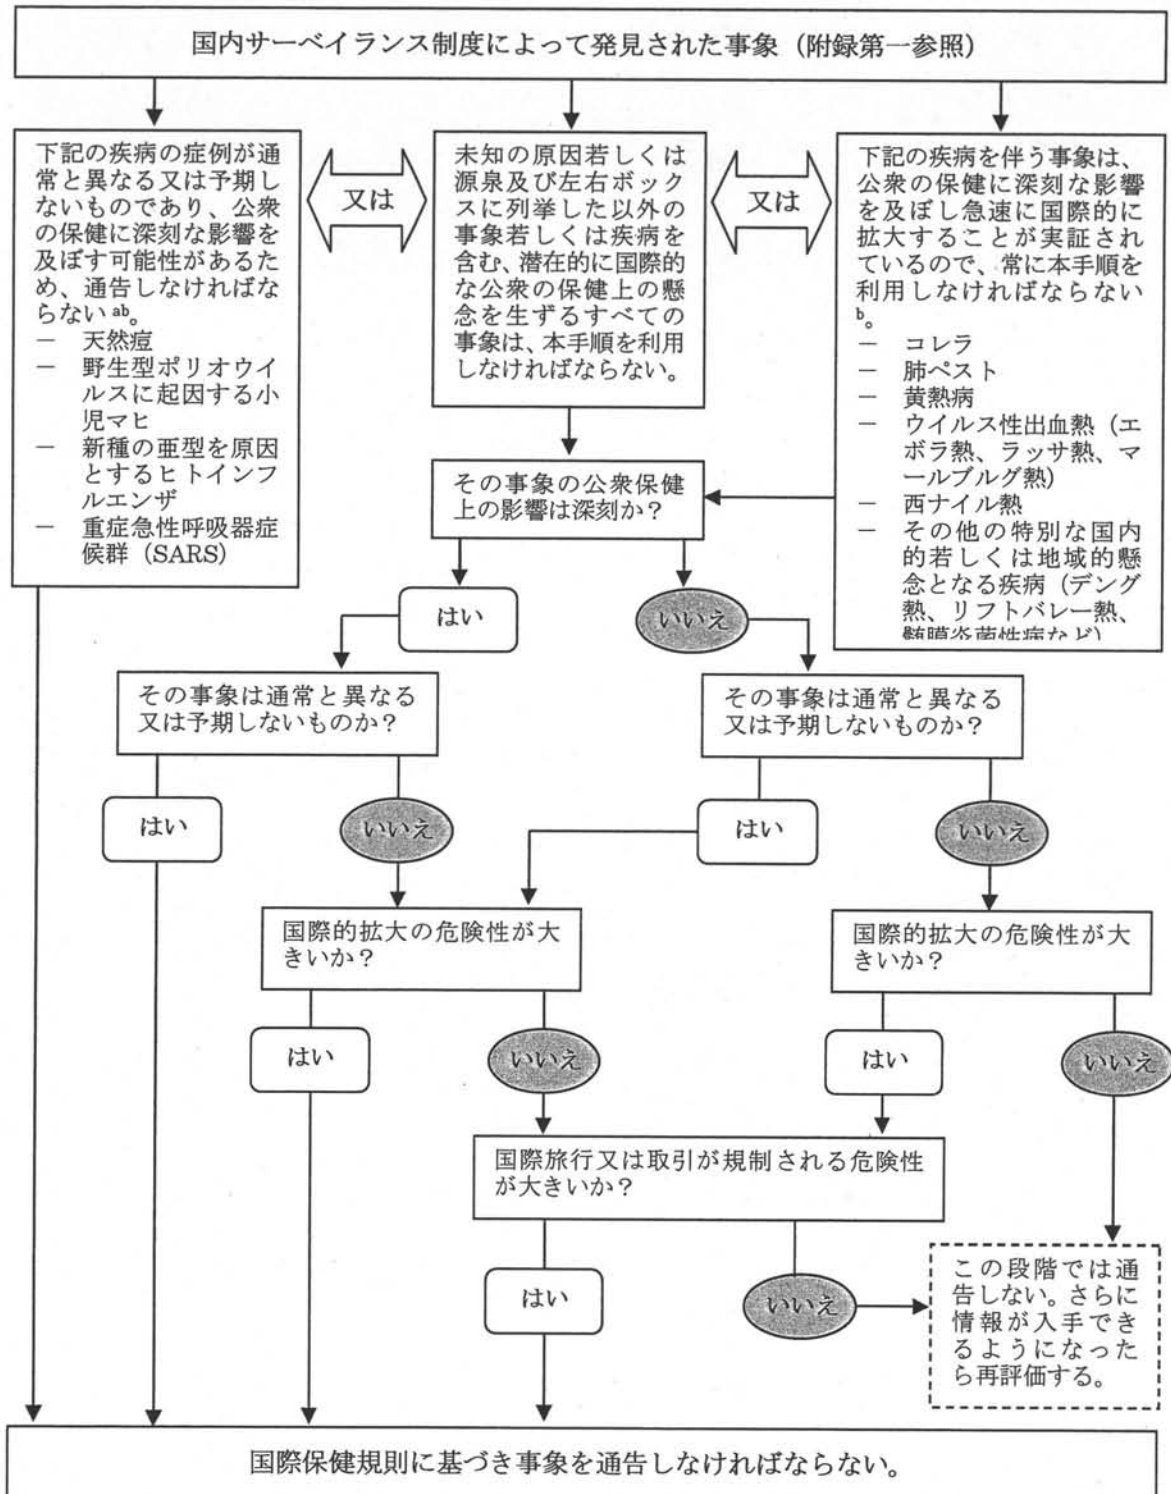 国内サーベイランス制度によって発見された事象（附録第一参照）
下記の疾病の症例が通
常と異なる又は予期し
ないものであり、公衆
の保健に深刻な影響を
及ぼす可能性があるた
め、通告しなければな
らない ab。
－ 天然痘
－ 野生型ポリオウイ
ルスに起因する小
児マヒ
－ 新種の亜型を原因
とするヒトインフ
ルエンザ
－ 重症急性呼吸器症
候群（SARS）
又は
未知の原因若しくは
源泉及び左右ボック
スに列挙した以外の
事象若しくは疾病を
含む、潜在的に国際的
な公衆の保健上の懸
念を生ずるすべての
事象は、本手順を利用
しなければならない。
又は
下記の疾病を伴う事象は、
公衆の保健に深刻な影響
を及ぼし急速に国際的に
拡大することが実証され
ているので、常に本手順を
利用しなければならない
b。
－ コレラ
－ 肺ペスト
－ 黄熱病
－ ウイルス性出血熱（エ
ボラ熱、ラッサ熱、マ
ールブルグ熱）
－ 西ナイル熱
－ その他の特別な国内
的若しくは地域的懸
念となる疾病（デング
熱、リフトバレー熱、
髄膜炎菌性病など）
その事象の公衆保健
上の影響は深刻か？
はい
いいえ
その事象は通常と異なる
又は予期しないものか？
その事象は通常と異なる
又は予期しないものか？
はい
いいえ
はい
いいえ
国際的拡大の危険性が大
きいか？
国際的拡大の危険性が大
きいか？
はい
いいえ
はい
いいえ
国際旅行又は取引が規制される危険性
が大きいか？
はい
いいえ
この段階では通
告しない。さらに
情報が入手でき
るようになった
ら再評価する。
国際保健規則に基づき事象を通告しなければならない。